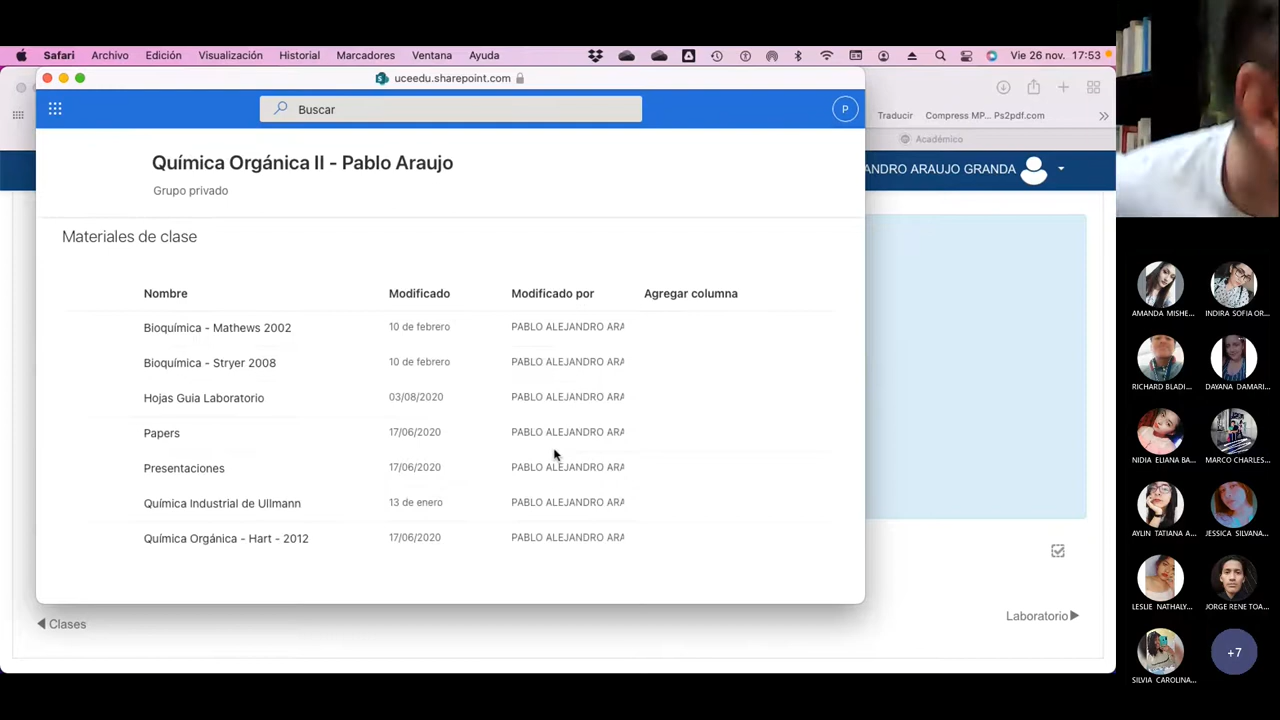 Safari Archivo Edición Visualización Historial Marcadores Ventana Ayuda Vie 26 nov. 17:53
uceedu.sharepoint.com
Buscar
P
Traducir Compress MP... Ps2pdf.com
Académico
ANDRO ARAUJO GRANDA
Química Orgánica II - Pablo Araujo
Grupo privado
Materiales de clase
Nombre Modificado Modificado por Agregar columna
Bioquímica - Mathews 2002 10 de febrero PABLO ALEJANDRO ARA
Bioquímica - Stryer 2008 10 de febrero PABLO ALEJANDRO ARA
Hojas Guia Laboratorio 03/08/2020 PABLO ALEJANDRO ARA
Papers 17/06/2020 PABLO ALEJANDRO ARA
Presentaciones 17/06/2020 PABLO ALEJANDRO ARA
Química Industrial de Ullmann 13 de enero PABLO ALEJANDRO ARA
Química Orgánica - Hart - 2012 17/06/2020 PABLO ALEJANDRO ARA
Clases
Laboratorio
AMANDA MISHE... INDIRA SOFIA OR...
RICHARD BLADI... DAYANA DAMARI...
NIDIA ELIANA BA... MARCO CHARLES...
AYLIN TATIANA A... JESSICA SILVANA...
LESLIE NATHALY... JORGE RENE TOA...
SILVIA CAROLINA... +7